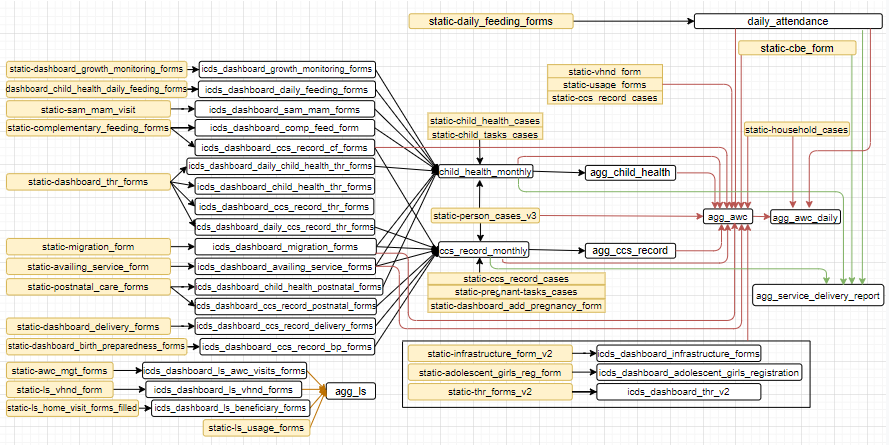 static-daily_feeding_forms
daily_attendance
static-cbe_form
static-dashboard_growth_monitoring_forms
icds_dashboard_growth_monitoring_forms
dashboard_child_health_daily_feeding_forms
icds_dashboard_daily_feeding_forms
static-sam_mam_visit
icds_dashboard_sam_mam_forms
static-complementary_feeding_forms
icds_dashboard_comp_feed_form
icds_dashboard_ccs_record_cf_forms
static-vhnd_form
static-usage_forms
static-ccs_record_cases
static-child_health_cases
static-child_tasks_cases
static-household_cases
static-dashboard_thr_forms
icds_dashboard_daily_child_health_thr_forms
icds_dashboard_child_health_thr_forms
icds_dashboard_ccs_record_thr_forms
cds_dashboard_daily_ccs_record_thr_forms
child_health_monthly
agg_child_health
static-person_cases_v3
agg_awc
agg_awc_daily
static-migration_form
icds_dashboard_migration_forms
ccs_record_monthly
agg_ccs_record
static-availing_service_form
icds_dashboard_availing_service_forms
static-postnatal_care_forms
icds_dashboard_child_health_postnatal_forms
icds_dashboard_ccs_record_postnatal_forms
static-ccs_record_cases
static-pregnant-tasks_cases
static-dashboard_add_pregnancy_form
agg_service_delivery_report
static-dashboard_delivery_forms
icds_dashboard_ccs_record_delivery_forms
static-dashboard_birth_preparedness_forms
icds_dashboard_ccs_record_bp_forms
static-infrastructure_form_v2
icds_dashboard_infrastructure_forms
static-adolescent_girls_reg_form
icds_dashboard_adolescent_girls_registration
static-thr_forms_v2
icds_dashboard_thr_v2
static-awc_mgt_forms
icds_dashboard_ls_awc_visits_forms
static-ls_vhnd_form
icds_dashboard_ls_vhnd_forms
agg_ls
static-ls_home_visit_forms_filled
icds_dashboard_ls_beneficiary_forms
static-ls_usage_forms